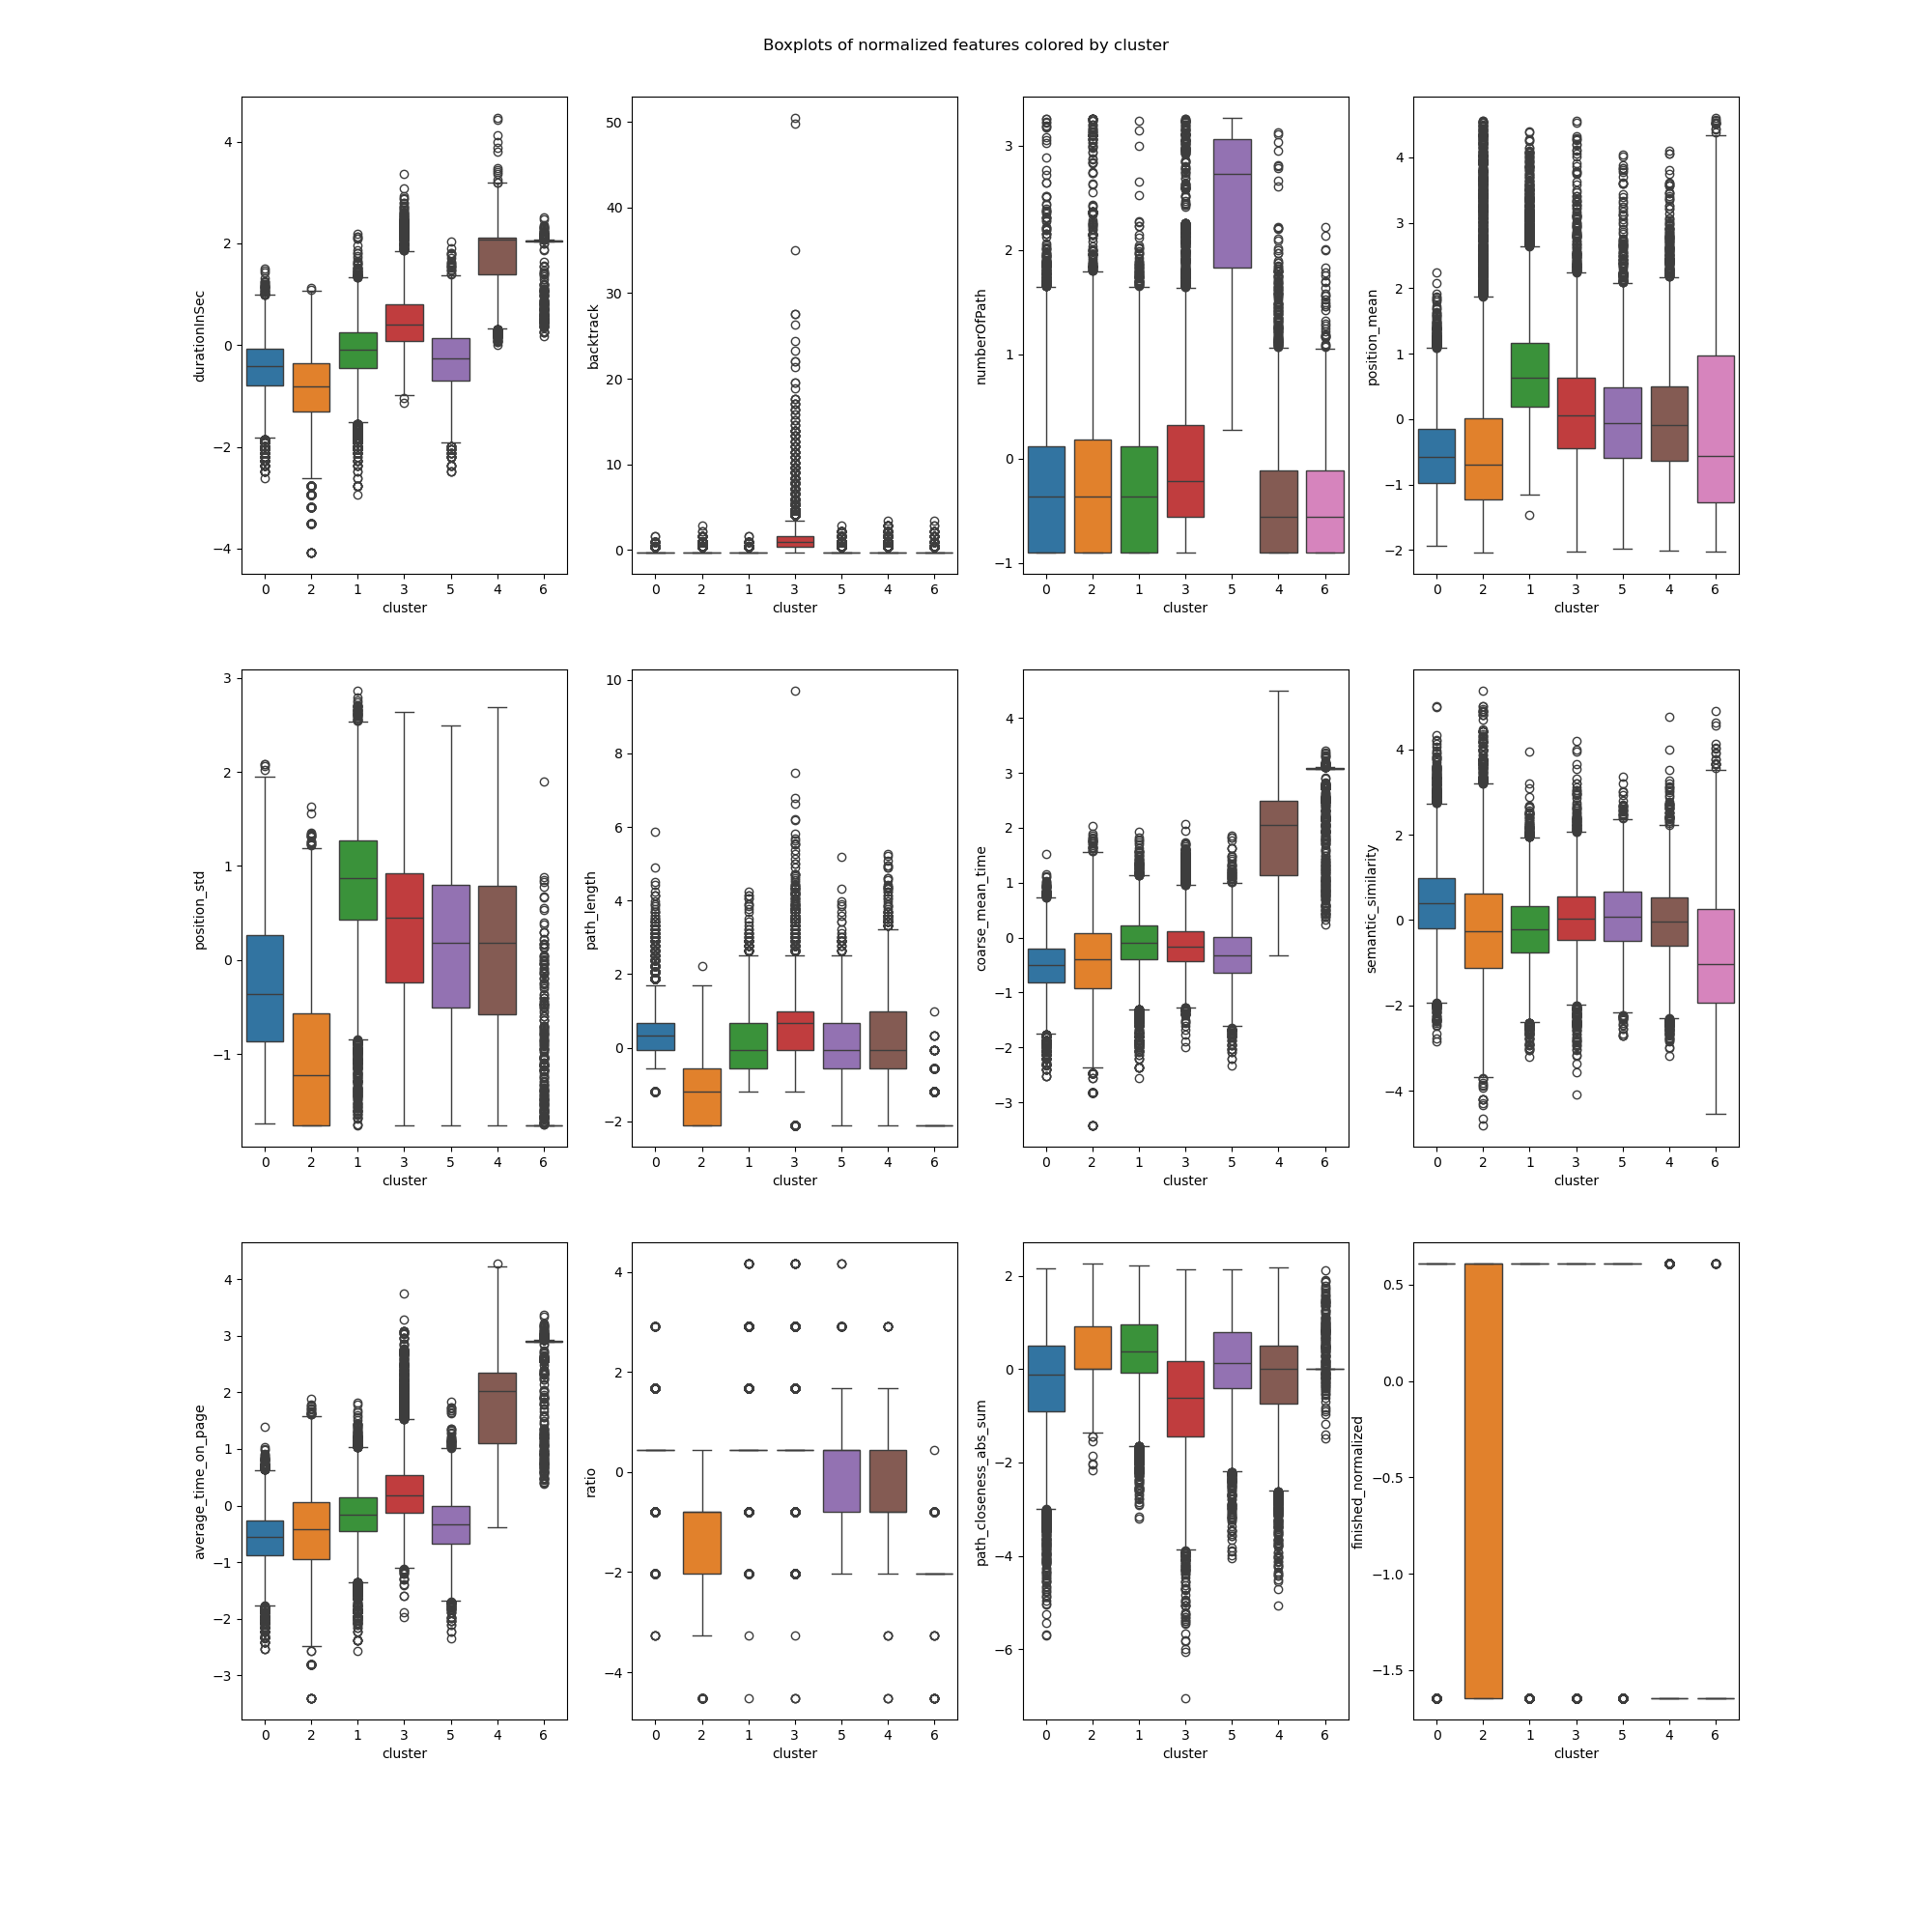 Boxplots of normalized features colored by cluster
durationInSec
4
2
0
−2
−4
0 2 1 3 5 4 6
cluster
backtrack
50
40
30
20
10
0
0 2 1 3 5 4 6
cluster
numberOfPath
3
2
1
0
−1
0 2 1 3 5 4 6
cluster
position_mean
4
3
2
1
0
−1
−2
0 2 1 3 5 4 6
cluster
position_std
3
2
1
0
−1
0 2 1 3 5 4 6
cluster
path_length
10
8
6
4
2
0
−2
0 2 1 3 5 4 6
cluster
coarse_mean_time
4
3
2
1
0
−1
−2
−3
0 2 1 3 5 4 6
cluster
semantic_similarity
4
2
0
−2
−4
0 2 1 3 5 4 6
cluster
average_time_on_page
4
3
2
1
0
−1
−2
−3
0 2 1 3 5 4 6
cluster
ratio
4
2
0
−2
−4
0 2 1 3 5 4 6
cluster
path_closeness_abs_sum
2
0
−2
−4
−6
0 2 1 3 5 4 6
cluster
finished_normalized
0.5
0.0
−0.5
−1.0
−1.5
0 2 1 3 5 4 6
cluster